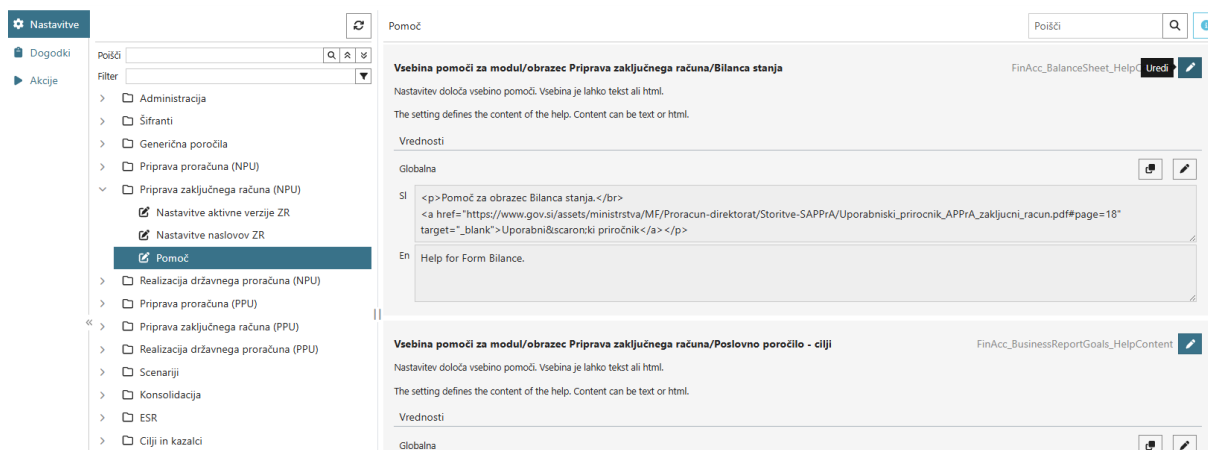 Nastavitve
Dogodki
Akcije
Poišči
Filter
Administracija
Šifranti
Generična poročila
Priprava proračuna (NPU)
Priprava zaključnega računa (NPU)
Nastavitve aktivne verzije ZR
Nastavitve naslovov ZR
Pomoč
Realizacija državnega proračuna (NPU)
Priprava proračuna (PPU)
Priprava zaključnega računa (PPU)
Realizacija državnega proračuna (PPU)
Scenariji
Konsolidacija
ESR
Cilji in kazalci
Pomoč
Poišči
Vsebina pomoči za modul/obrazec Priprava zaključnega računa/Bilanca stanja
FinAcc_BalanceSheet_HelpC
Uredi
Nastavitev določa vsebino pomoči. Vsebina je lahko tekst ali html.
The setting defines the content of the help. Content can be text or html.
Vrednosti
Globalna
Sl
<p>Pomoč za obrazec Bilanca stanja.</br>
<a href="https://www.gov.si/assets/ministrstva/MF/Proracun-direktorat/Storitve-SAPPrA/Uporabniski_prirocnik_APPrA_zakljucni_racun.pdf#page=18"
target="_blank">Uporabni&scaron;ki priročnik</a></p>
En
Help for Form Bilance.
Vsebina pomoči za modul/obrazec Priprava zaključnega računa/Poslovno poročilo - cilji
FinAcc_BusinessReportGoals_HelpContent
Nastavitev določa vsebino pomoči. Vsebina je lahko tekst ali html.
The setting defines the content of the help. Content can be text or html.
Vrednosti
Globalna